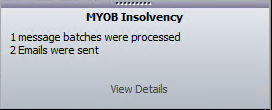 MYOB Insolvency
1 message batches were processed
2 Emails were sent
View Details